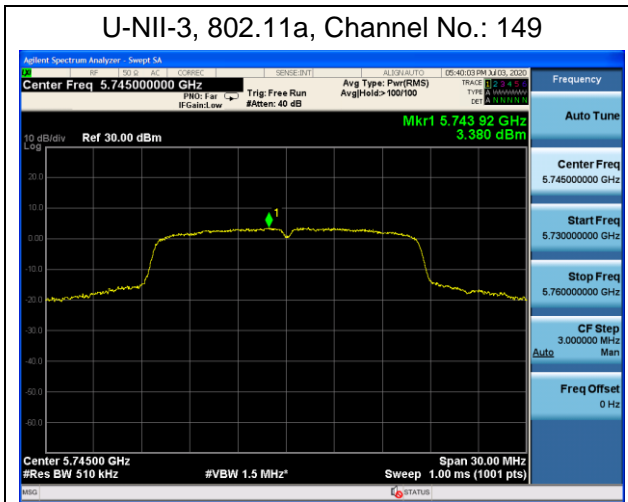 U-NII-3, 802.11a, Channel No.: 149
Agilent Spectrum Analyzer - Swept SA
RF 50 Ω AC CORREC SENSE:INT ALIGN AUTO 05:40:03 PM Jul 03, 2020
Center Freq 5.745000000 GHz
PNO: Far
IFGain:Low
Trig: Free Run
#Atten: 40 dB
Avg Type: Pwr(RMS)
Avg|Hold:>100/100
TRACE 1 2 3 4 5 6
TYPE A WWWWW
DET A N N N N N
Mkr1 5.743 92 GHz
3.380 dBm
10 dB/div Ref 30.00 dBm
Log
20.0
10.0
0.00
-10.0
-20.0
-30.0
-40.0
-50.0
-60.0
1
Center 5.74500 GHz Span 30.00 MHz
#Res BW 510 kHz #VBW 1.5 MHz* Sweep 1.00 ms (1001 pts)
MSG STATUS
Frequency
Auto Tune
Center Freq
5.745000000 GHz
Start Freq
5.730000000 GHz
Stop Freq
5.760000000 GHz
CF Step
3.000000 MHz
Auto Man
Freq Offset
0 Hz